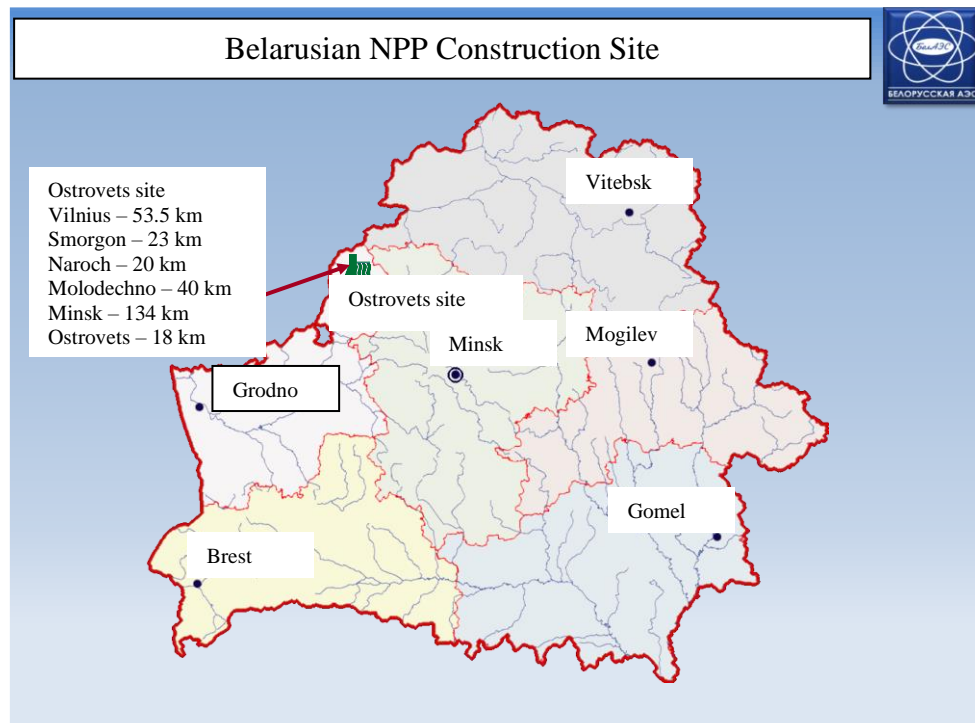 Belarusian NPP Construction Site
БелАЭС
БЕЛОРУССКАЯ АЭС
Vitebsk
Ostrovets site
Vilnius – 53.5 km
Smorgon – 23 km
Naroch – 20 km
Molodechno – 40 km
Minsk – 134 km
Ostrovets – 18 km
Ostrovets site
Minsk
Mogilev
Grodno
Gomel
Brest